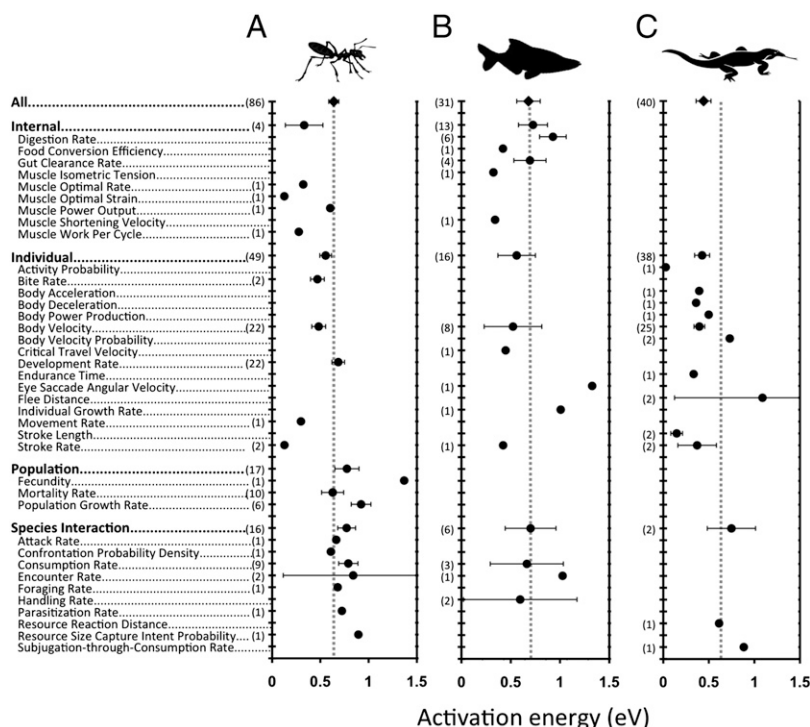 A B C
All (86) (31) (40)
Internal (4) (13)
Digestion Rate (6)
Food Conversion Efficiency (1)
Gut Clearance Rate (4)
Muscle Isometric Tension (1)
Muscle Optimal Rate (1)
Muscle Optimal Strain (1)
Muscle Power Output (1)
Muscle Shortening Velocity (1)
Muscle Work Per Cycle (1)
Individual (49) (16) (38)
Activity Probability (1)
Bite Rate (2)
Body Acceleration (1)
Body Deceleration (1)
Body Power Production (1)
Body Velocity (22) (8) (25)
Body Velocity Probability (2)
Critical Travel Velocity (1)
Development Rate (22)
Endurance Time (1)
Eye Saccade Angular Velocity (1)
Flee Distance (2)
Individual Growth Rate (1)
Movement Rate (1)
Stroke Length (2)
Stroke Rate (2) (1) (2)
Population (17)
Fecundity (1)
Mortality Rate (10)
Population Growth Rate (6)
Species Interaction (16) (6) (2)
Attack Rate (1)
Confrontation Probability Density (1)
Consumption Rate (9) (3)
Encounter Rate (2) (1)
Foraging Rate (1)
Handling Rate (2)
Parasitization Rate (1)
Resource Reaction Distance (1)
Resource Size Capture Intent Probability (1)
Subjugation-through-Consumption Rate (1)
0 0.5 1 1.5 0 0.5 1 1.5 0 0.5 1 1.5
Activation energy (eV)